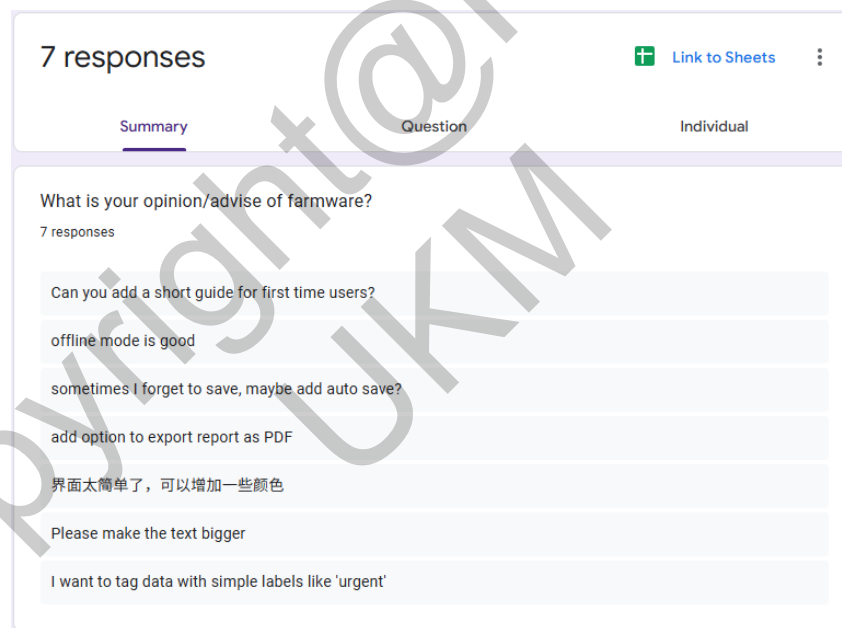 7 responses
Link to Sheets
Summary
Question
Individual
What is your opinion/advise of farmware?
7 responses
Can you add a short guide for first time users?
offline mode is good
sometimes I forget to save, maybe add auto save?
add option to export report as PDF
界面太簡单了，可以增加一些颜色
Please make the text bigger
I want to tag data with simple labels like 'urgent'
pyright@
UKM